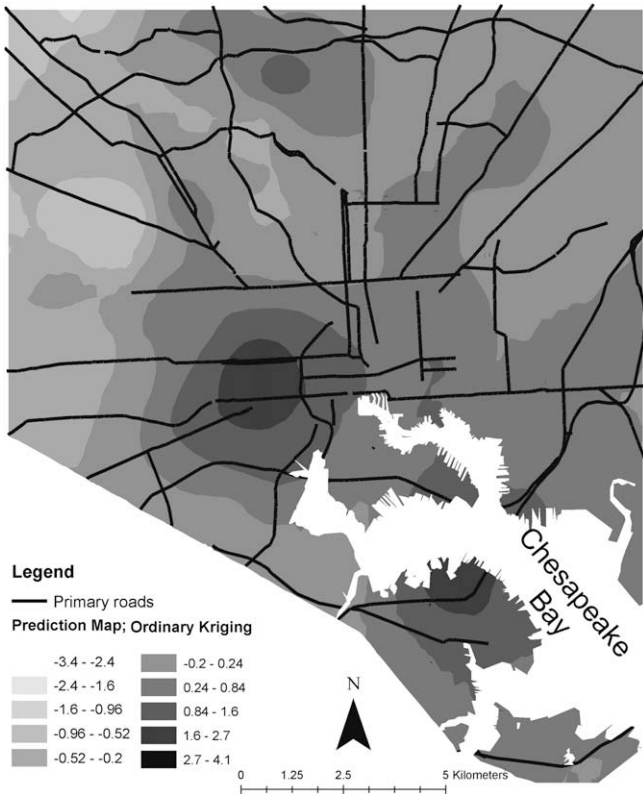 Chesapeake
Bay
Legend
Primary roads
Prediction Map; Ordinary Kriging
-3.4 - -2.4
-2.4 - -1.6
-1.6 - -0.96
-0.96 - -0.52
-0.52 - -0.2
-0.2 - 0.24
0.24 - 0.84
0.84 - 1.6
1.6 - 2.7
2.7 - 4.1
N
0 1.25 2.5 5 Kilometers